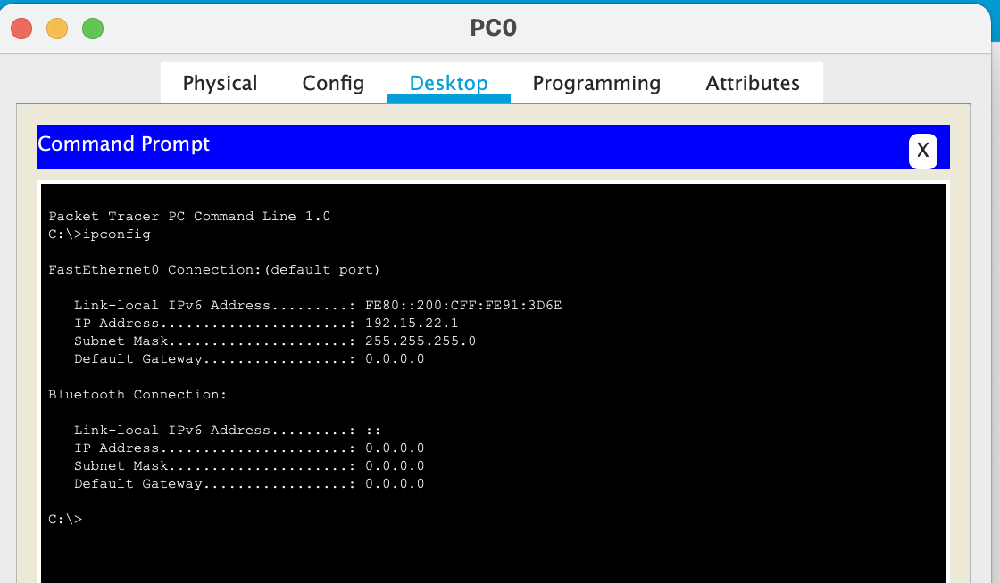 PC0
Physical Config Desktop Programming Attributes
Command Prompt
X
Packet Tracer PC Command Line 1.0
C:\>ipconfig
FastEthernet0 Connection:(default port)
Link-local IPv6 Address.........: FE80::200:CFF:FE91:3D6E
IP Address......................: 192.15.22.1
Subnet Mask.....................: 255.255.255.0
Default Gateway.................: 0.0.0.0
Bluetooth Connection:
Link-local IPv6 Address.........: ::
IP Address......................: 0.0.0.0
Subnet Mask.....................: 0.0.0.0
Default Gateway.................: 0.0.0.0
C:\>